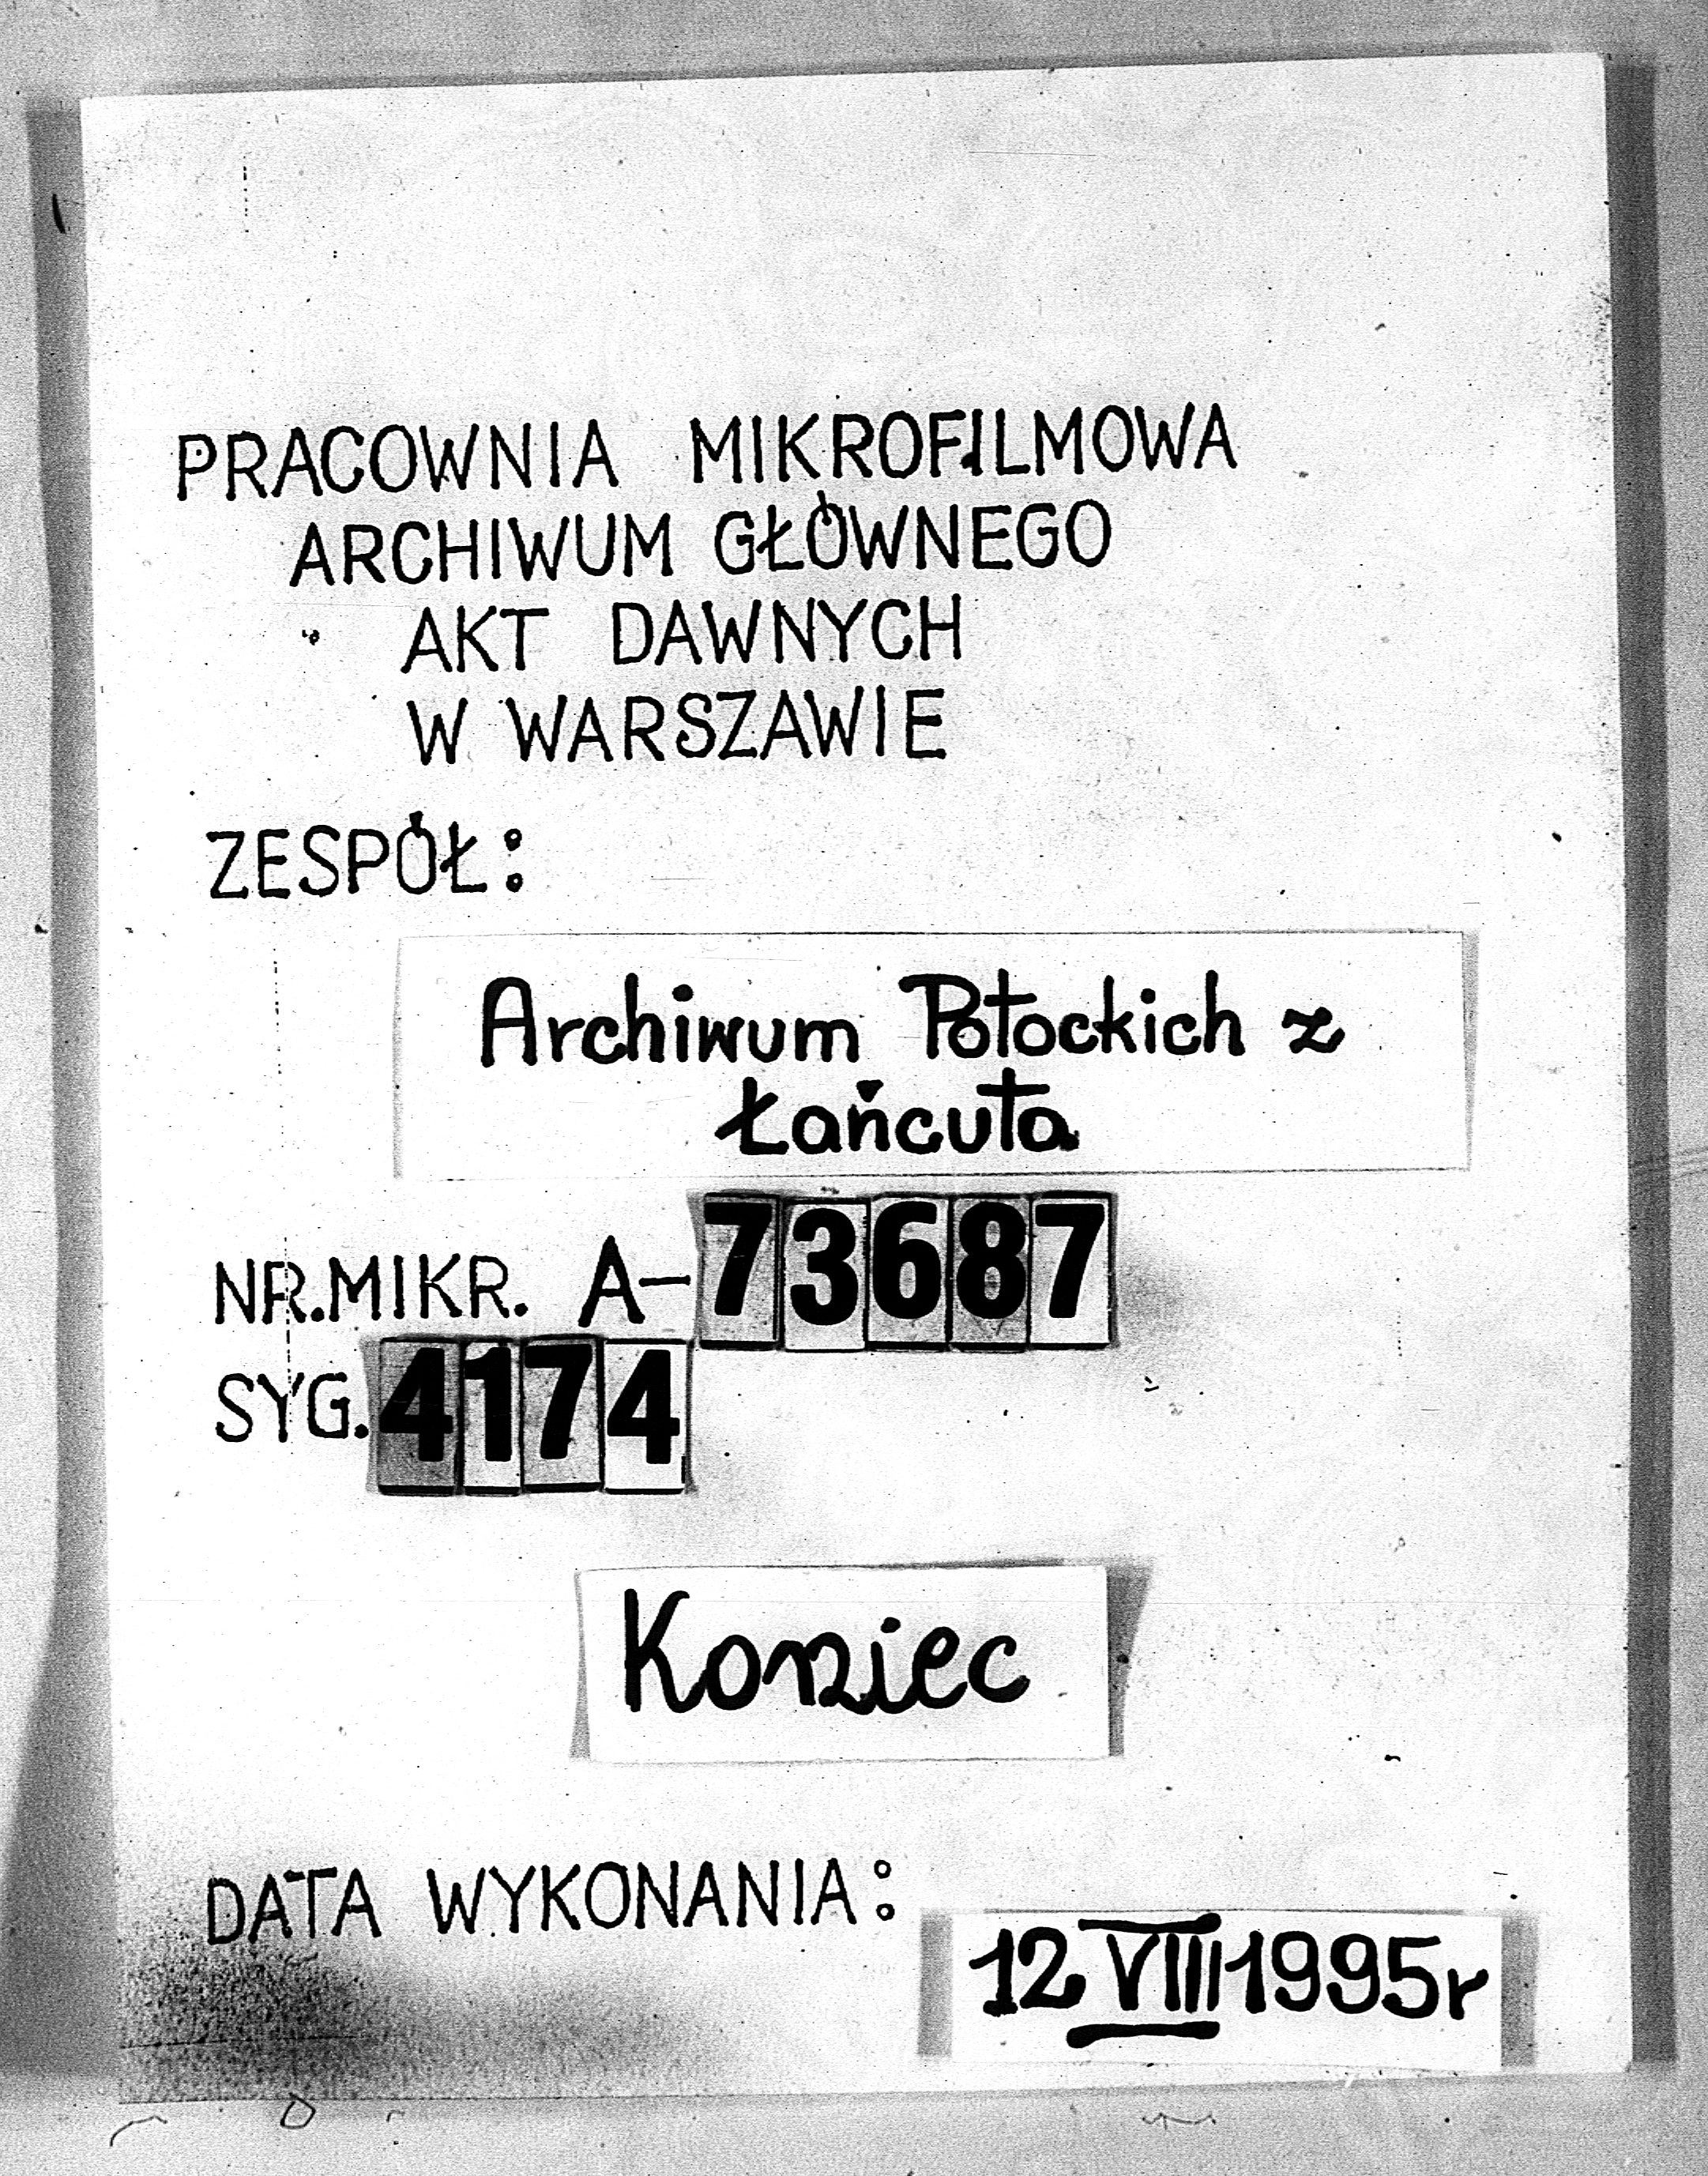 PRACOWNIA MIKROFILMOWA
ARCHIWUM GŁÓWNEGO
AKT DAWNYCH
W WARSZAWIE
ZESPÓŁ:
Archiwum Potockich z
Łańcuta
NR.MIKR. A-73687
SYG. 4174
Koniec
DATA WYKONANIA:
12 VIII 1995r